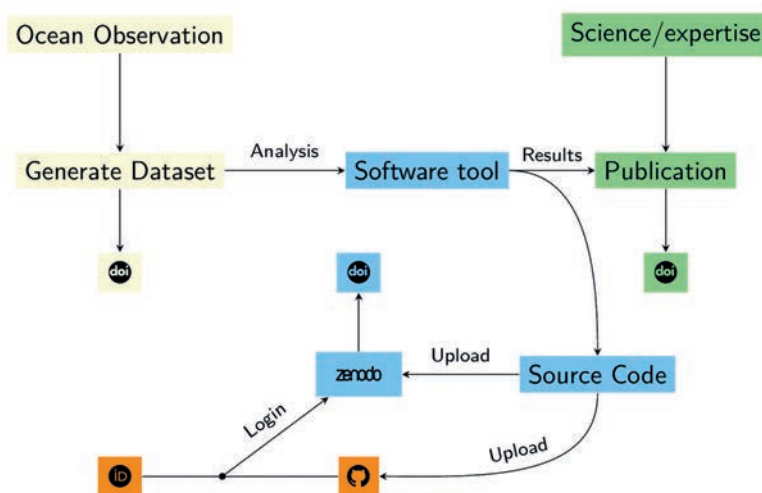 Ocean Observation
Science/expertise
Generate Dataset
Analysis
Software tool
Results
Publication
doi
doi
doi
zenodo
Upload
Source Code
Login
iD
Upload